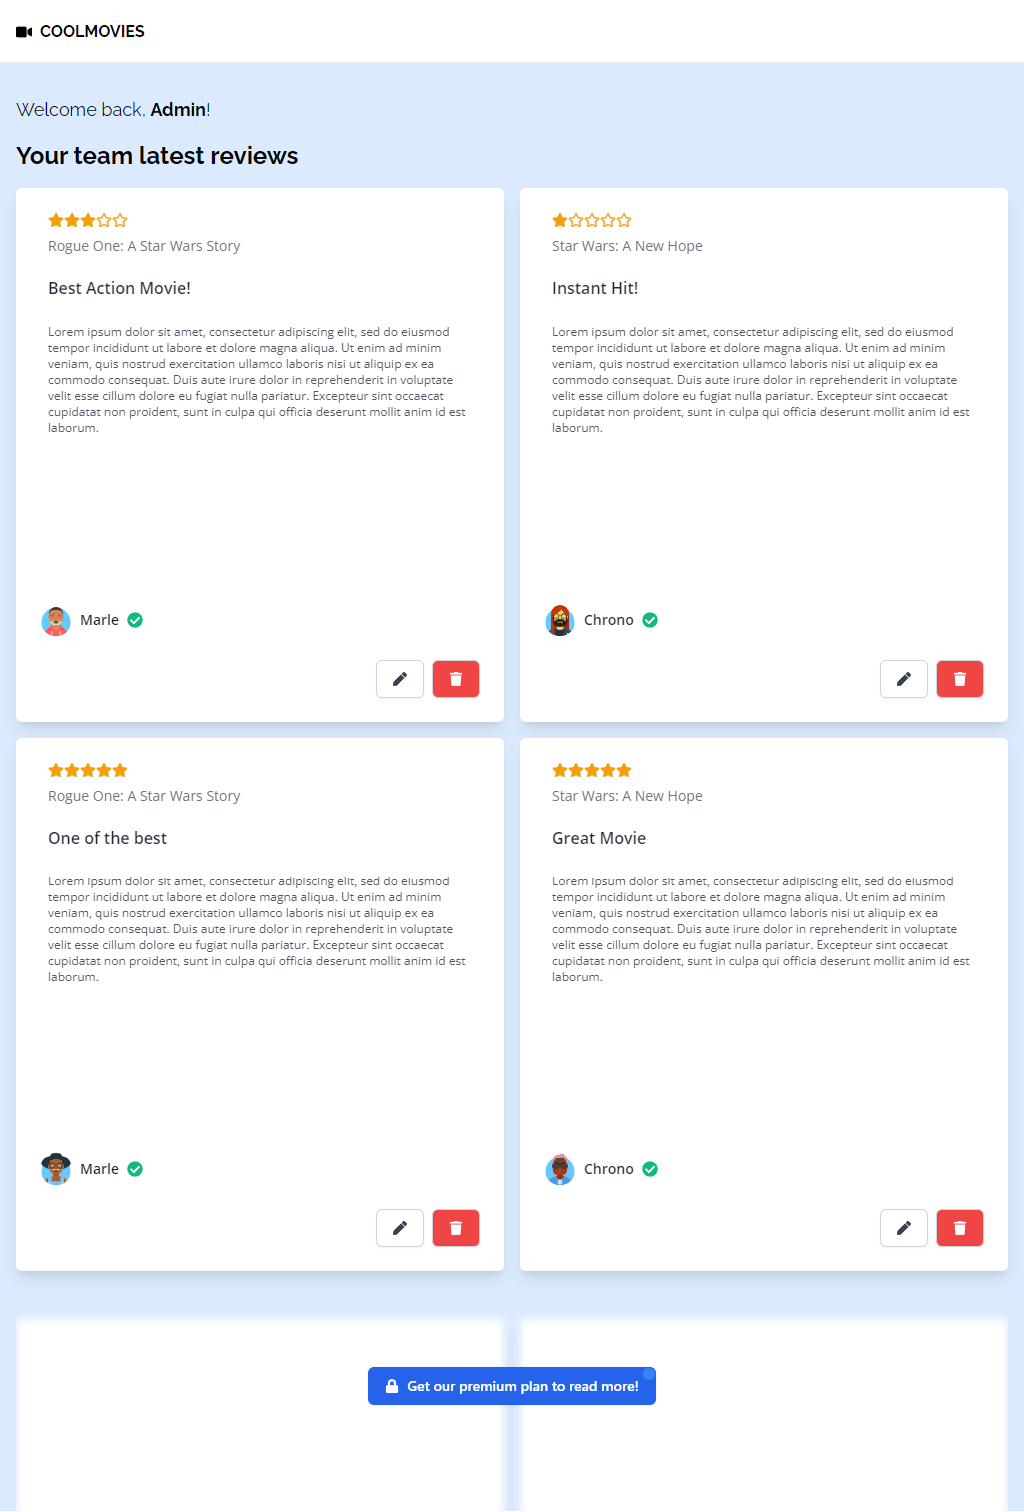 COOLMOVIES
Welcome back, Admin!
Your team latest reviews
Rogue One: A Star Wars Story
Best Action Movie!
Lorem ipsum dolor sit amet, consectetur adipiscing elit, sed do eiusmod
tempor incididunt ut labore et dolore magna aliqua. Ut enim ad minim
veniam, quis nostrud exercitation ullamco laboris nisi ut aliquip ex ea
commodo consequat. Duis aute irure dolor in reprehenderit in voluptate
velit esse cillum dolore eu fugiat nulla pariatur. Excepteur sint occaecat
cupidatat non proident, sunt in culpa qui officia deserunt mollit anim id est
laborum.
Marle
Star Wars: A New Hope
Instant Hit!
Lorem ipsum dolor sit amet, consectetur adipiscing elit, sed do eiusmod
tempor incididunt ut labore et dolore magna aliqua. Ut enim ad minim
veniam, quis nostrud exercitation ullamco laboris nisi ut aliquip ex ea
commodo consequat. Duis aute irure dolor in reprehenderit in voluptate
velit esse cillum dolore eu fugiat nulla pariatur. Excepteur sint occaecat
cupidatat non proident, sunt in culpa qui officia deserunt mollit anim id est
laborum.
Chrono
Rogue One: A Star Wars Story
One of the best
Lorem ipsum dolor sit amet, consectetur adipiscing elit, sed do eiusmod
tempor incididunt ut labore et dolore magna aliqua. Ut enim ad minim
veniam, quis nostrud exercitation ullamco laboris nisi ut aliquip ex ea
commodo consequat. Duis aute irure dolor in reprehenderit in voluptate
velit esse cillum dolore eu fugiat nulla pariatur. Excepteur sint occaecat
cupidatat non proident, sunt in culpa qui officia deserunt mollit anim id est
laborum.
Marle
Star Wars: A New Hope
Great Movie
Lorem ipsum dolor sit amet, consectetur adipiscing elit, sed do eiusmod
tempor incididunt ut labore et dolore magna aliqua. Ut enim ad minim
veniam, quis nostrud exercitation ullamco laboris nisi ut aliquip ex ea
commodo consequat. Duis aute irure dolor in reprehenderit in voluptate
velit esse cillum dolore eu fugiat nulla pariatur. Excepteur sint occaecat
cupidatat non proident, sunt in culpa qui officia deserunt mollit anim id est
laborum.
Chrono
Get our premium plan to read more!